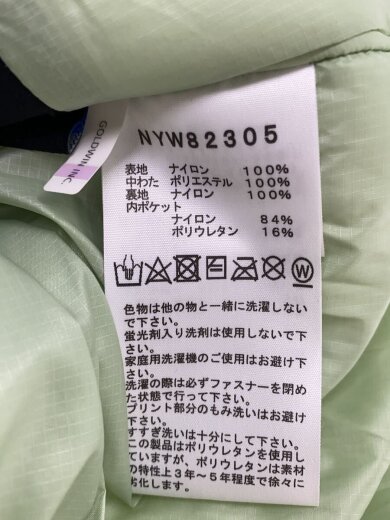 GOLDWIN INC
NYW82305
表地 ナイロン 100%
中わた ポリエステル 100%
裏地 ナイロン 100%
内ポケット
ナイロン 84%
ポリウレタン 16%
色物は他の物と一緒に洗濯しない
で下さい。
蛍光剤入り洗剤は使用しないで下
さい。
家庭用洗濯機のご使用はお避け下
さい。
洗濯の際は必ずファスナーを閉め
た状態で行って下さい。
プリント部分のもみ洗いはお避け
下さい。
すすぎ洗いは十分にして下さい。
この製品はポリウレタンを使用し
ていますが、ポリウレタンは素材
の特性上3年～5年程度で徐々に
劣化します。